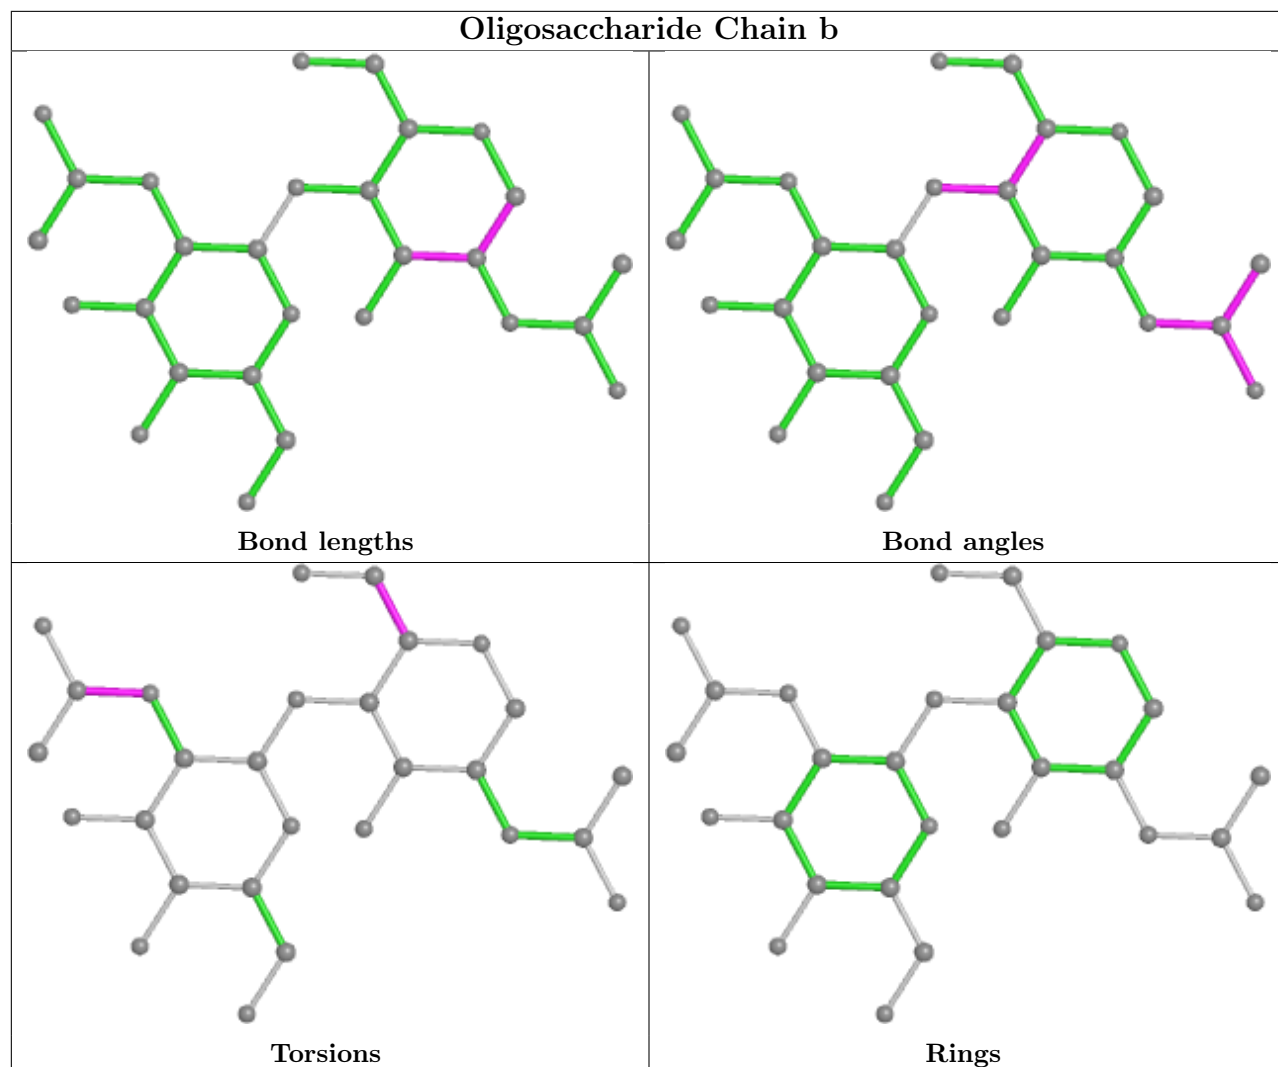 Oligosaccharide Chain b
Bond lengths
Bond angles
Torsions
Rings